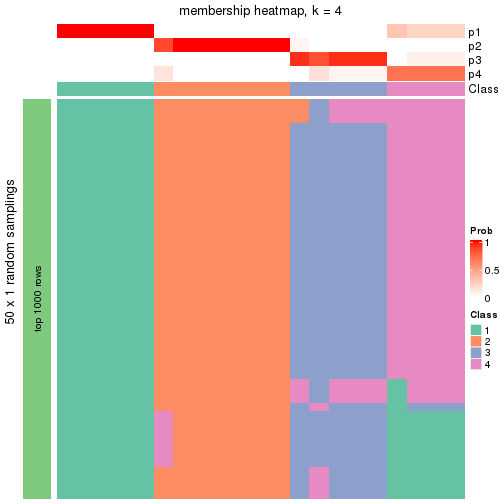 membership heatmap, k = 4
p1
p2
p3
p4
Class
50 x 1 random samplings
top 1000 rows
Prob
1
0.5
0
Class
1
2
3
4